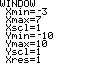 WINDOW
Xmin=-3
Xmax=7
Xscl=1
Ymin=-10
Ymax=10
Yscl=1
Xres=1